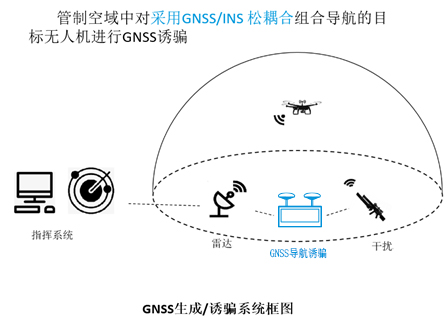 管制空域中对采用GNSS/INS 松耦合组合导航的目
标无人机进行GNSS诱骗
指挥系统
雷达
GNSS导航诱骗
干扰
GNSS生成/诱骗系统框图